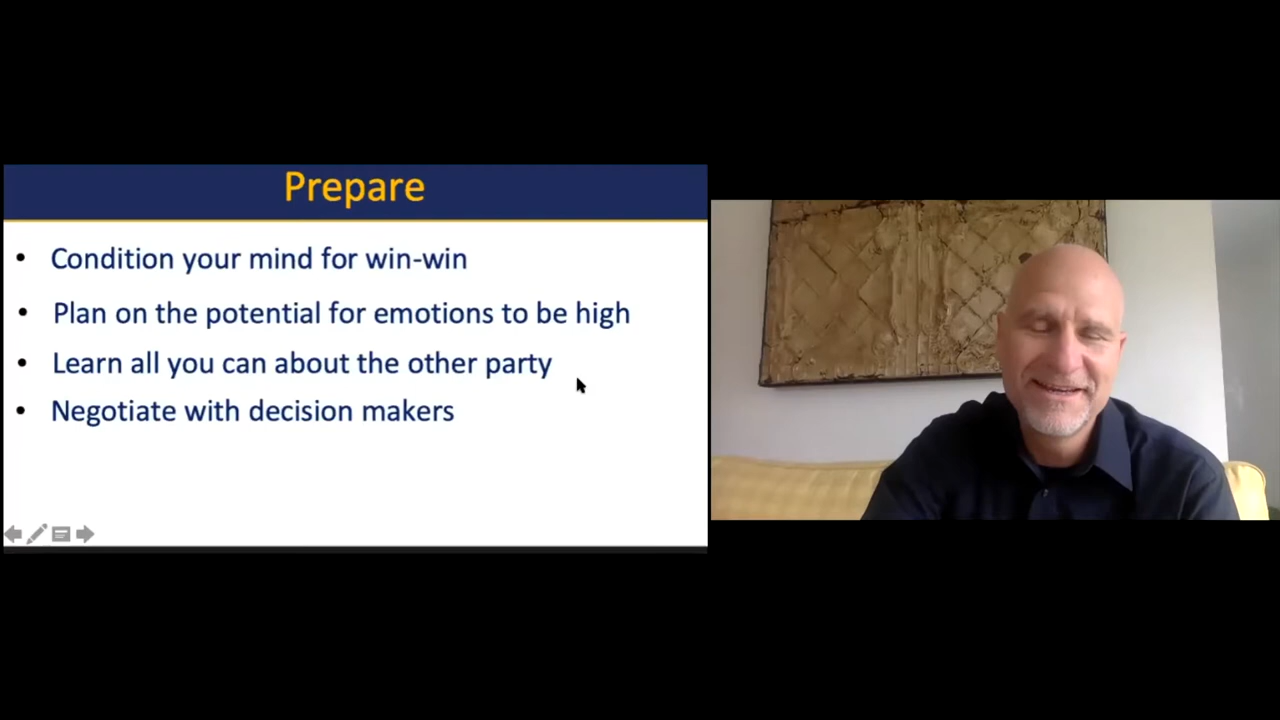 Prepare
• Condition your mind for win-win
• Plan on the potential for emotions to be high
• Learn all you can about the other party
• Negotiate with decision makers